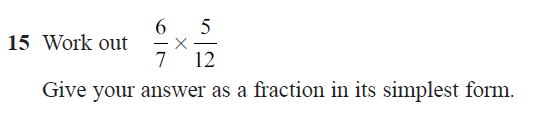 15 Work out 6/7 × 5/12
Give your answer as a fraction in its simplest form.